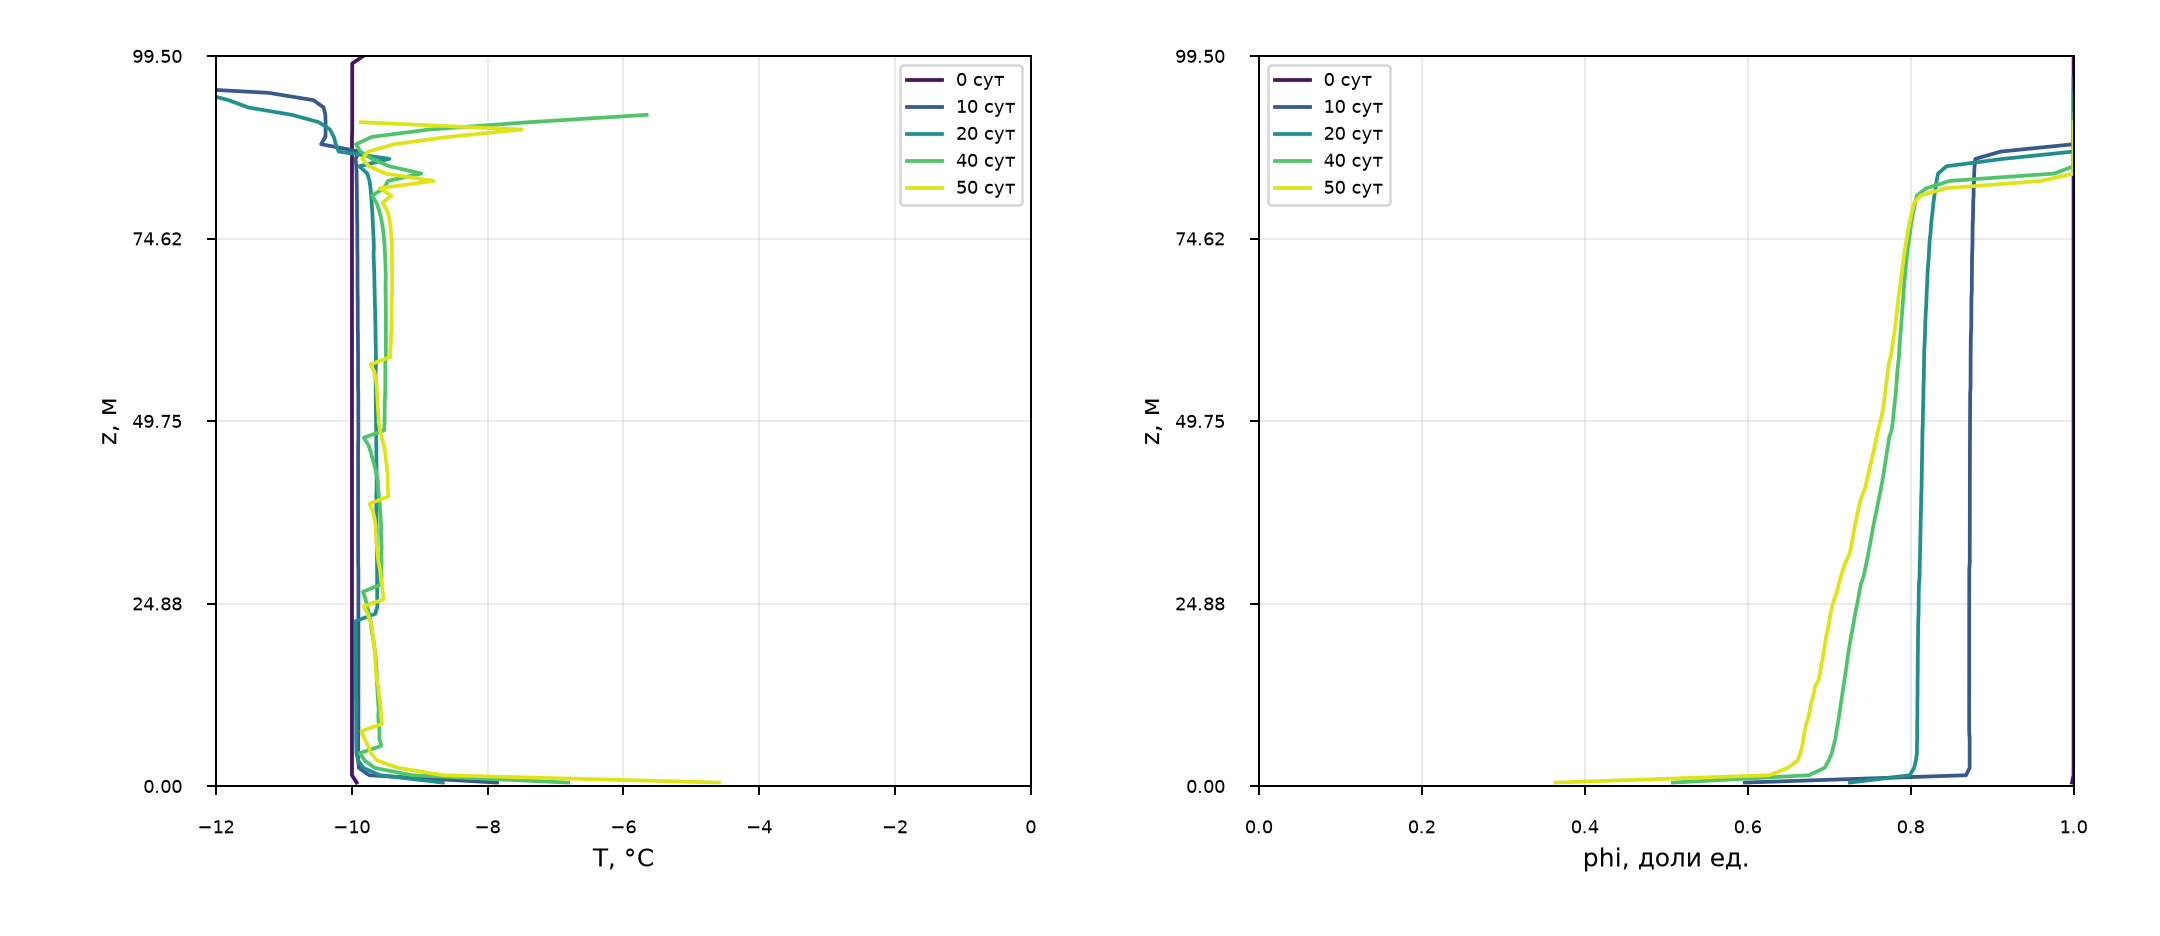 99.50
74.62
49.75
24.88
0.00
z, м
−12
−10
−8
−6
−4
−2
0
T, °C
0 сут
10 сут
20 сут
40 сут
50 сут
99.50
74.62
49.75
24.88
0.00
z, м
0.0
0.2
0.4
0.6
0.8
1.0
phi, доли ед.
0 сут
10 сут
20 сут
40 сут
50 сут